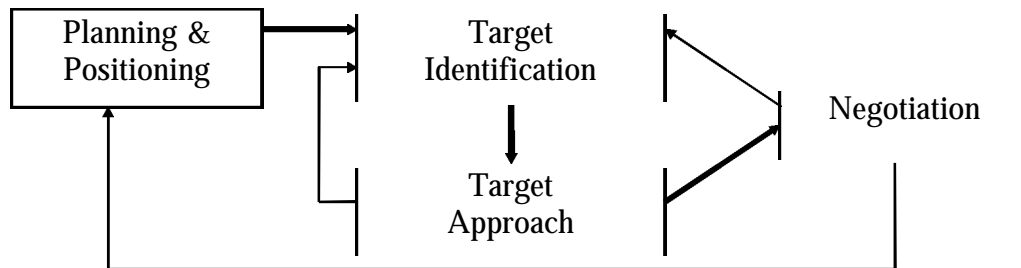 Planning &
Positioning
Target
Identification
Negotiation
Target
Approach